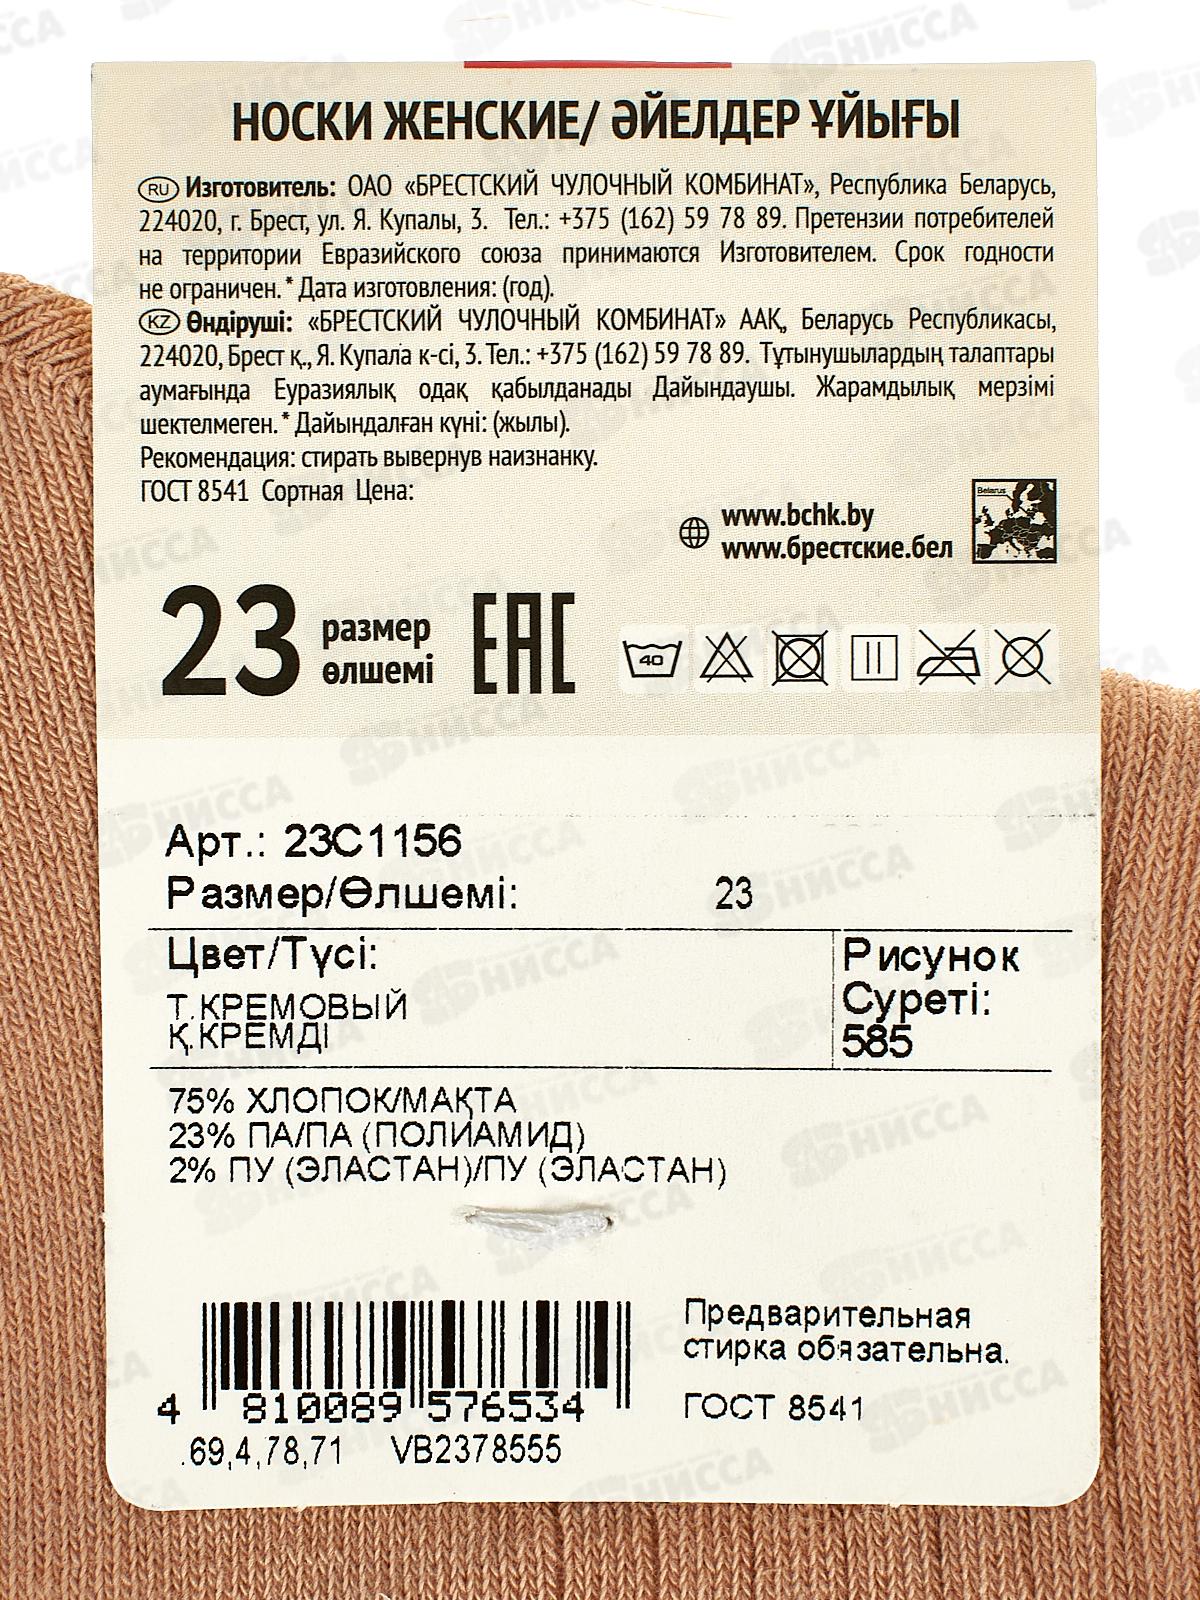 НОСКИ ЖЕНСКИЕ/ ӘЙЕЛДЕР ҰЙЫҒЫ
RU Изготовитель: ОАО «БРЕСТСКИЙ ЧУЛОЧНЫЙ КОМБИНАТ», Республика Беларусь,
224020, г. Брест, ул. Я. Купалы, 3. Тел.: +375 (162) 59 78 89. Претензии потребителей
на территории Евразийского союза принимаются Изготовителем. Срок годности
не ограничен. * Дата изготовления: (год).
KZ Өндіруші: «БРЕСТСКИЙ ЧУЛОЧНЫЙ КОМБИНАТ» ААҚ, Беларусь Республикасы,
224020, Брест қ., Я. Купала к-сі, 3. Тел.: +375 (162) 59 78 89. Тұтынушылардың талаптары
аумағында Еуразиялық одақ қабылданады Дайындаушы. Жарамдылық мерзімі
шектелмеген. * Дайындалған күні: (жылы).
Рекомендация: стирать вывернув наизнанку.
ГОСТ 8541 Сортная Цена:
www.bchk.by
www.брестские.бел
Belarus
23 размер
өлшемі
EAC
40
Арт.: 23С1156
Размер/Өлшемі: 23
Цвет/Түсі:
Т.КРЕМОВЫЙ
Қ.КРЕМДІ
Рисунок
Суреті:
585
75% ХЛОПОК/МАҚТА
23% ПА/ПА (ПОЛИАМИД)
2% ПУ (ЭЛАСТАН)/ПУ (ЭЛАСТАН)
Предварительная
стирка обязательна.
ГОСТ 8541
4 810089 576534
.69,4,78,71 VB2378555
НИССА